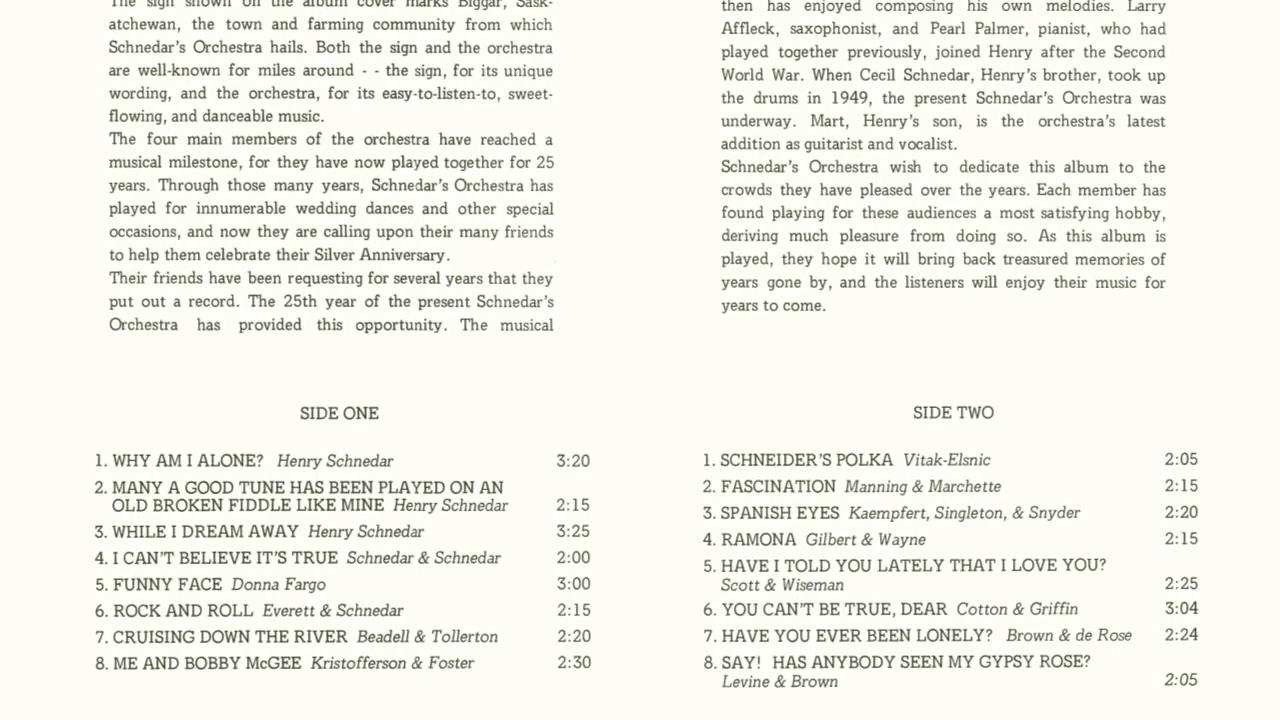 The sign shown on the album cover marks Biggar, Sask-
atchewan, the town and farming community from which
Schnedar's Orchestra hails. Both the sign and the orchestra
are well-known for miles around - - the sign, for its unique
wording, and the orchestra, for its easy-to-listen-to, sweet-
flowing, and danceable music.
The four main members of the orchestra have reached a
musical milestone, for they have now played together for 25
years. Through those many years, Schnedar's Orchestra has
played for innumerable wedding dances and other special
occasions, and now they are calling upon their many friends
to help them celebrate their Silver Anniversary.
Their friends have been requesting for several years that they
put out a record. The 25th year of the present Schnedar's
Orchestra has provided this opportunity. The musical
then has enjoyed composing his own melodies. Larry
Affleck, saxophonist, and Pearl Palmer, pianist, who had
played together previously, joined Henry after the Second
World War. When Cecil Schnedar, Henry's brother, took up
the drums in 1949, the present Schnedar's Orchestra was
underway. Mart, Henry's son, is the orchestra's latest
addition as guitarist and vocalist.
Schnedar's Orchestra wish to dedicate this album to the
crowds they have pleased over the years. Each member has
found playing for these audiences a most satisfying hobby,
deriving much pleasure from doing so. As this album is
played, they hope it will bring back treasured memories of
years gone by, and the listeners will enjoy their music for
years to come.
SIDE ONE
1. WHY AM I ALONE? Henry Schnedar 3:20
2. MANY A GOOD TUNE HAS BEEN PLAYED ON AN
OLD BROKEN FIDDLE LIKE MINE Henry Schnedar 2:15
3. WHILE I DREAM AWAY Henry Schnedar 3:25
4. I CAN'T BELIEVE IT'S TRUE Schnedar & Schnedar 2:00
5. FUNNY FACE Donna Fargo 3:00
6. ROCK AND ROLL Everett & Schnedar 2:15
7. CRUISING DOWN THE RIVER Beadell & Tollerton 2:20
8. ME AND BOBBY McGEE Kristofferson & Foster 2:30
SIDE TWO
1. SCHNEIDER'S POLKA Vitak-Elsnic 2:05
2. FASCINATION Manning & Marchette 2:15
3. SPANISH EYES Kaempfert, Singleton, & Snyder 2:20
4. RAMONA Gilbert & Wayne 2:15
5. HAVE I TOLD YOU LATELY THAT I LOVE YOU?
Scott & Wiseman 2:25
6. YOU CAN'T BE TRUE, DEAR Cotton & Griffin 3:04
7. HAVE YOU EVER BEEN LONELY? Brown & de Rose 2:24
8. SAY! HAS ANYBODY SEEN MY GYPSY ROSE?
Levine & Brown 2:05